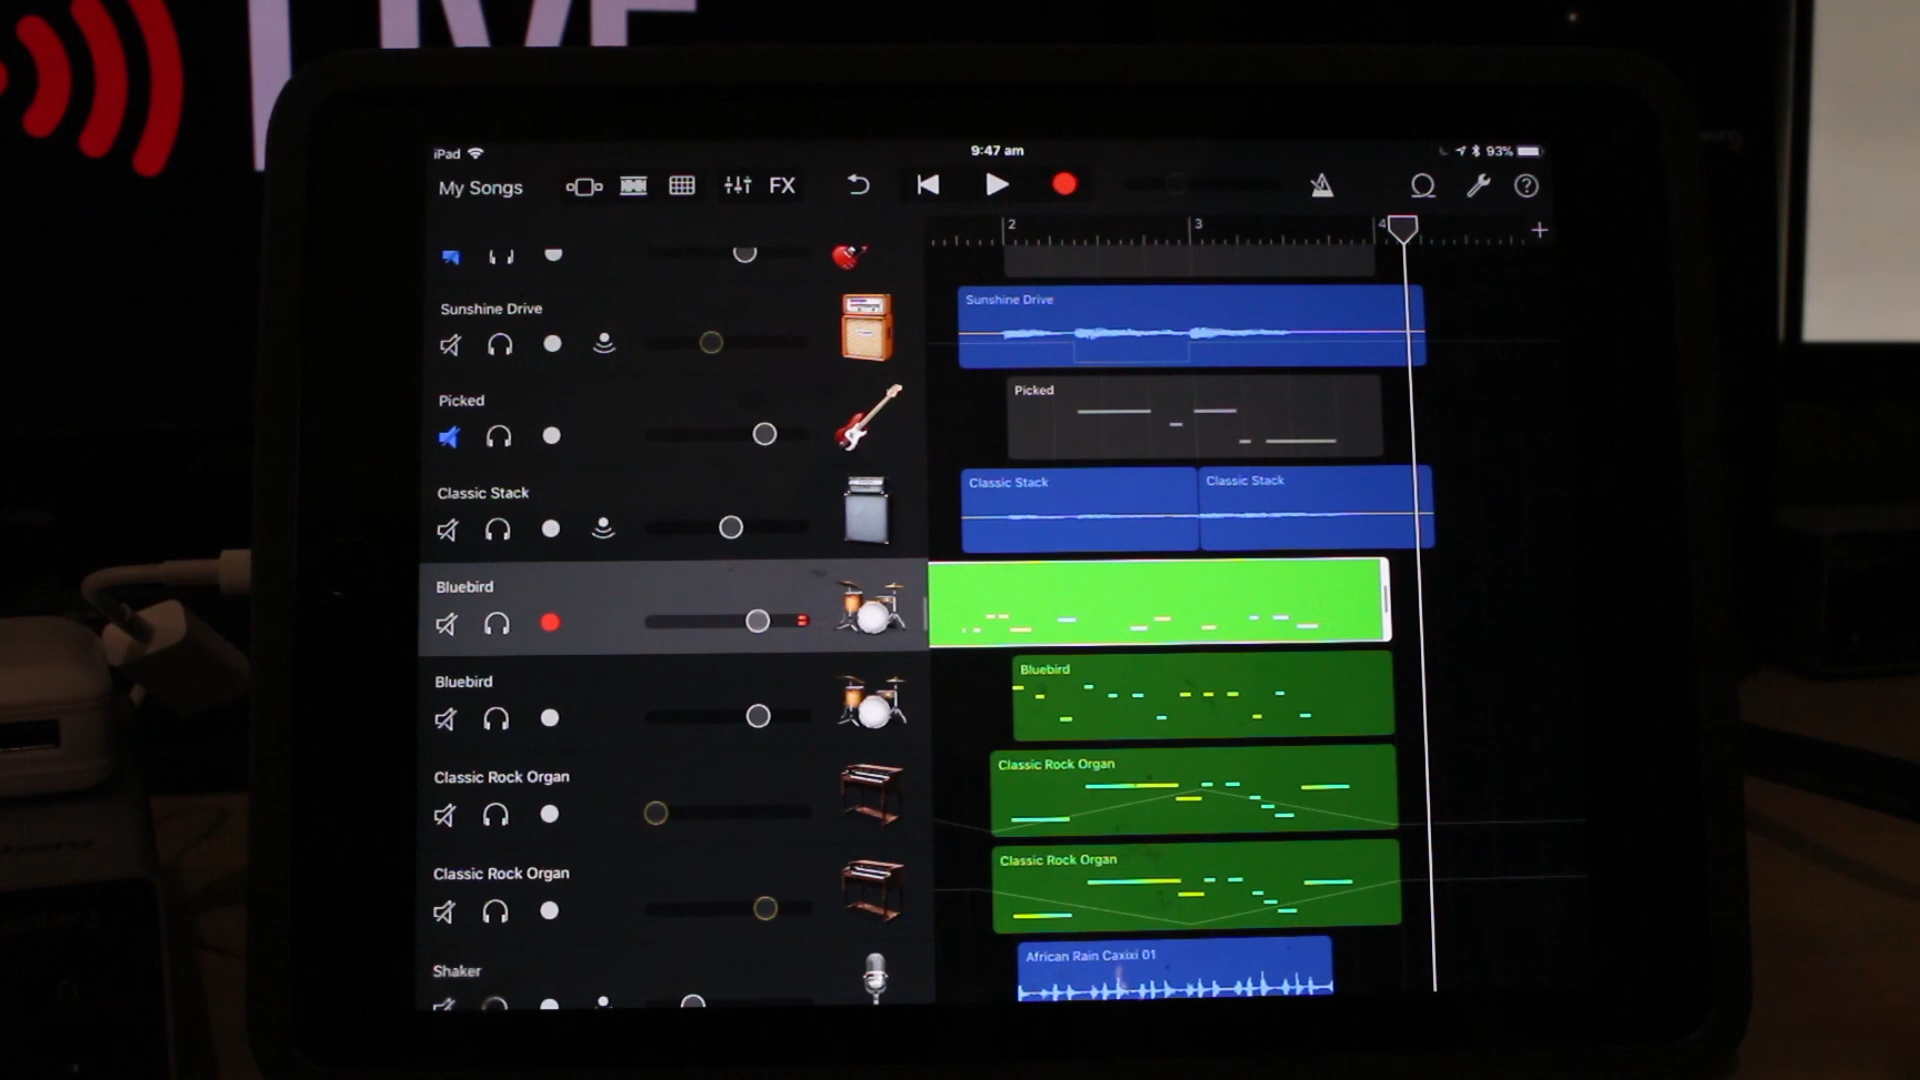 LIVE
iPad
9:47 am
93%
My Songs
FX
2
3
4
Sunshine Drive
Sunshine Drive
Picked
Picked
Classic Stack
Classic Stack
Classic Stack
Bluebird
Bluebird
Bluebird
Classic Rock Organ
Classic Rock Organ
Classic Rock Organ
Classic Rock Organ
Shaker
African Rain Caxixi 01